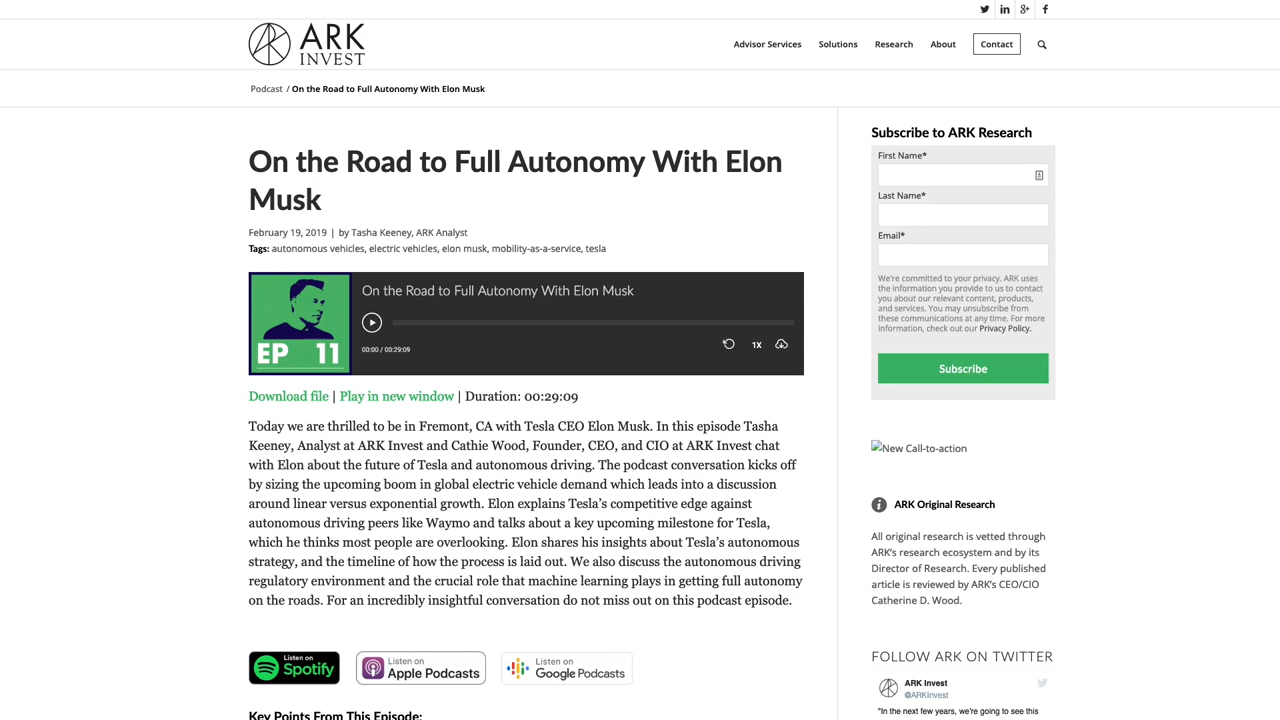 ARK
INVEST
Advisor Services
Solutions
Research
About
Contact
Podcast / On the Road to Full Autonomy With Elon Musk
On the Road to Full Autonomy With Elon
Musk
February 19, 2019 | by Tasha Keeney, ARK Analyst
Tags: autonomous vehicles, electric vehicles, elon musk, mobility-as-a-service, tesla
EP 11
On the Road to Full Autonomy With Elon Musk
00:00 / 00:29:09
1X
Download file | Play in new window | Duration: 00:29:09
Today we are thrilled to be in Fremont, CA with Tesla CEO Elon Musk. In this episode Tasha
Keeney, Analyst at ARK Invest and Cathie Wood, Founder, CEO, and CIO at ARK Invest chat
with Elon about the future of Tesla and autonomous driving. The podcast conversation kicks off
by sizing the upcoming boom in global electric vehicle demand which leads into a discussion
around linear versus exponential growth. Elon explains Tesla's competitive edge against
autonomous driving peers like Waymo and talks about a key upcoming milestone for Tesla,
which he thinks most people are overlooking. Elon shares his insights about Tesla's autonomous
strategy, and the timeline of how the process is laid out. We also discuss the autonomous driving
regulatory environment and the crucial role that machine learning plays in getting full autonomy
on the roads. For an incredibly insightful conversation do not miss out on this podcast episode.
Listen on
Spotify
Listen on
Apple Podcasts
Listen on
Google Podcasts
Key Points From This Episode:
Subscribe to ARK Research
First Name*
Last Name*
Email*
We're committed to your privacy. ARK uses
the information you provide to us to contact
you about our relevant content, products,
and services. You may unsubscribe from
these communications at any time. For more
information, check out our Privacy Policy.
Subscribe
New Call-to-action
ARK Original Research
All original research is vetted through
ARK's research ecosystem and by its
Director of Research. Every published
article is reviewed by ARK's CEO/CIO
Catherine D. Wood.
FOLLOW ARK ON TWITTER
ARK Invest
@ARKInvest
"In the next few years, we're going to see this